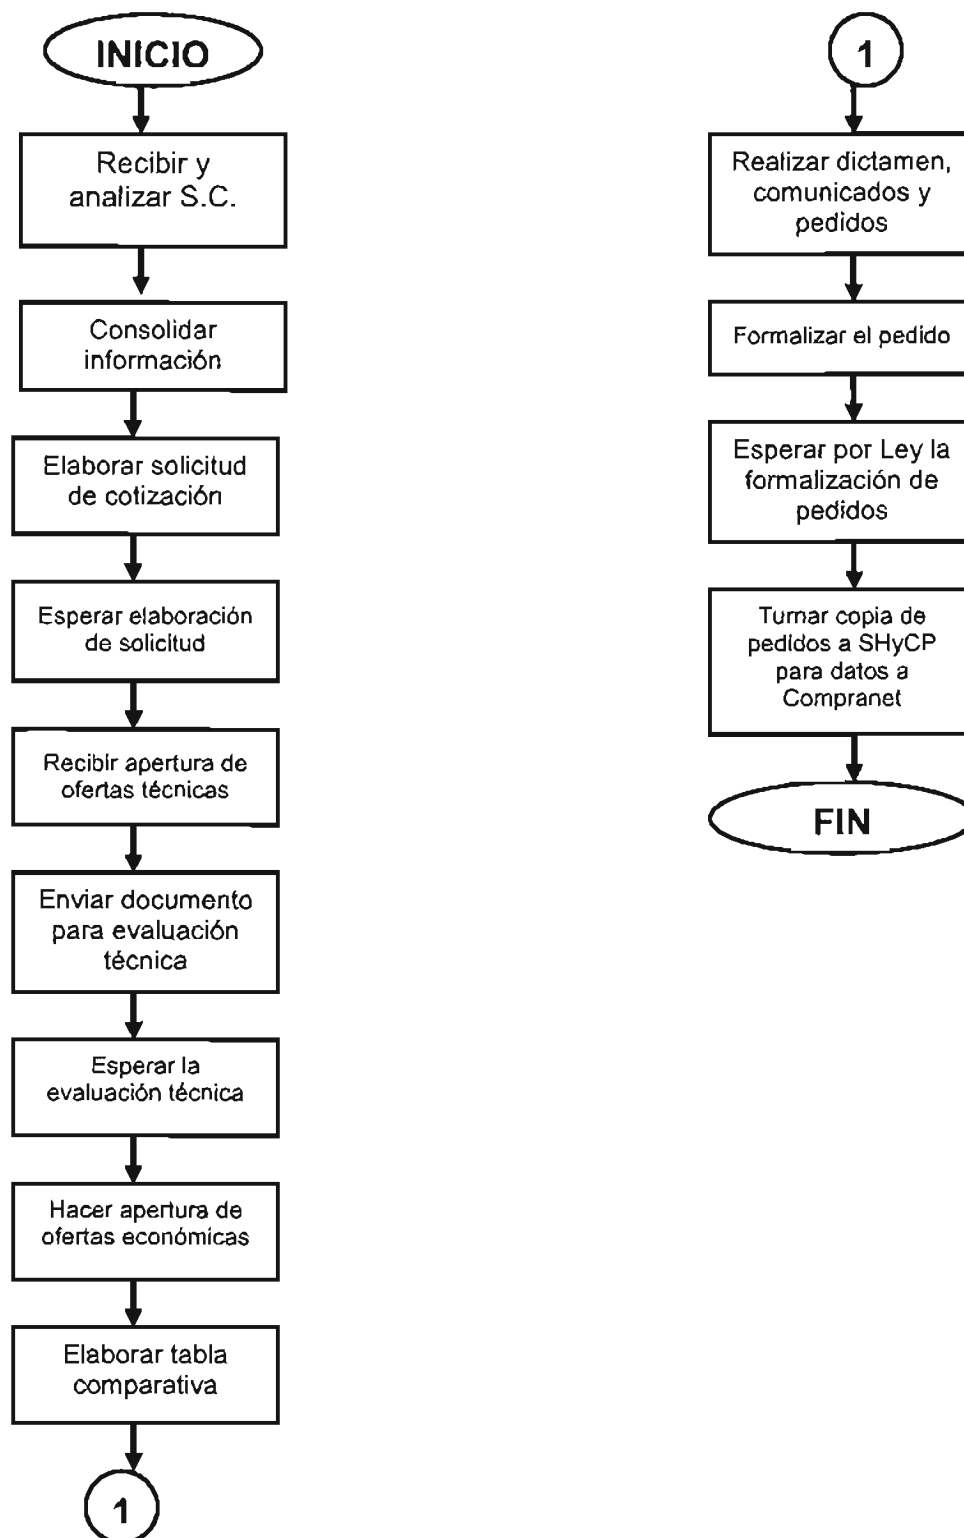 INICIO
Recibir y
analizar S.C.
Consolidar
información
Elaborar solicitud
de cotización
Esperar elaboración
de solicitud
Recibir apertura de
ofertas técnicas
Enviar documento
para evaluación
técnica
Esperar la
evaluación técnica
Hacer apertura de
ofertas económicas
Elaborar tabla
comparativa
1
1
Realizar dictamen,
comunicados y
pedidos
Formalizar el pedido
Esperar por Ley la
formalización de
pedidos
Turnar copia de
pedidos a SHyCP
para datos a
Compranet
FIN